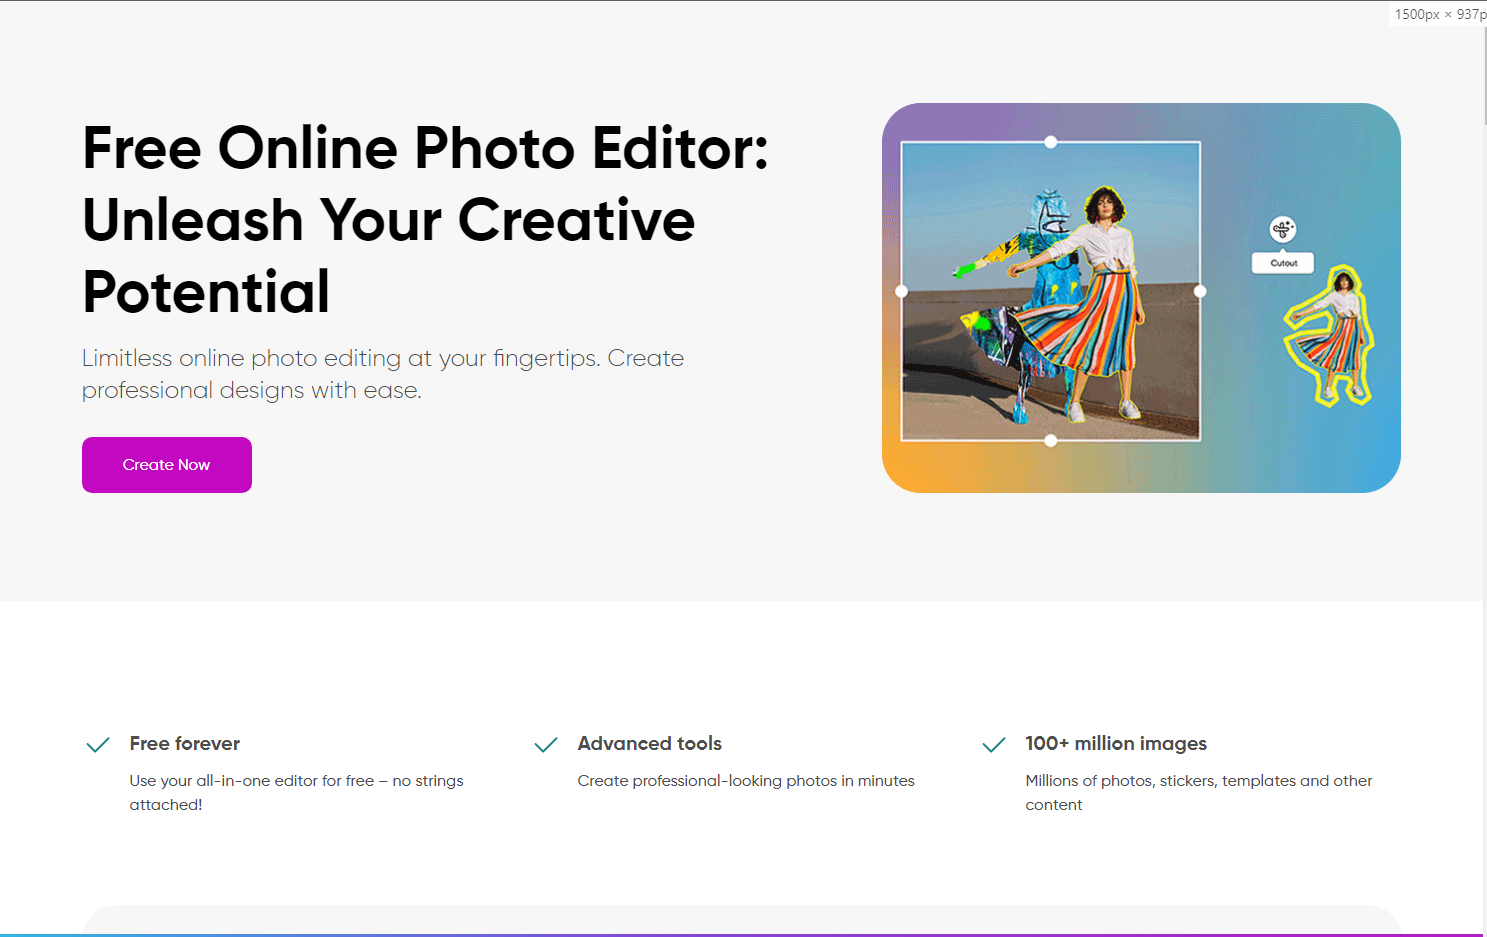 1500px × 937p
Free Online Photo Editor:
Unleash Your Creative
Potential
Limitless online photo editing at your fingertips. Create
professional designs with ease.
Create Now
Cutout
Free forever
Use your all-in-one editor for free – no strings
attached!
Advanced tools
Create professional-looking photos in minutes
100+ million images
Millions of photos, stickers, templates and other
content